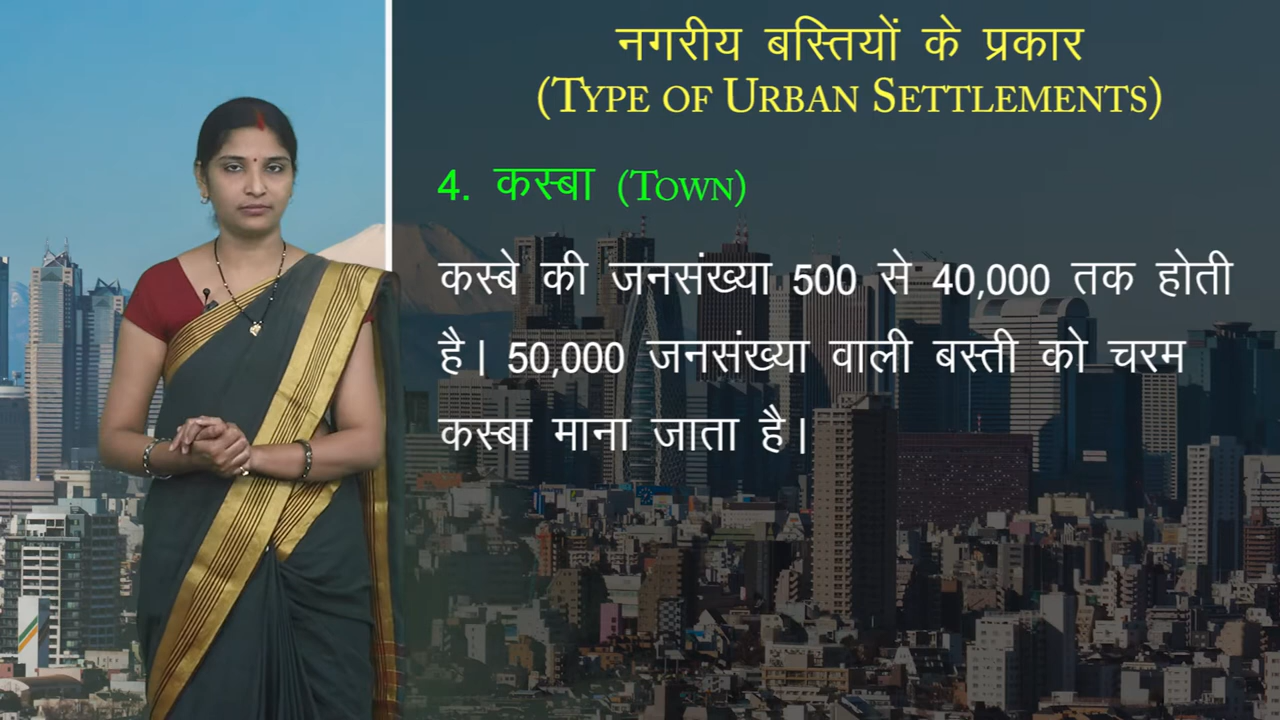 नगरीय बस्तियों के प्रकार
(TYPE OF URBAN SETTLEMENTS)
4. कस्बा (TOWN)
कस्बे की जनसंख्या 500 से 40,000 तक होती
है। 50,000 जनसंख्या वाली बस्ती को चरम
कस्बा माना जाता है।